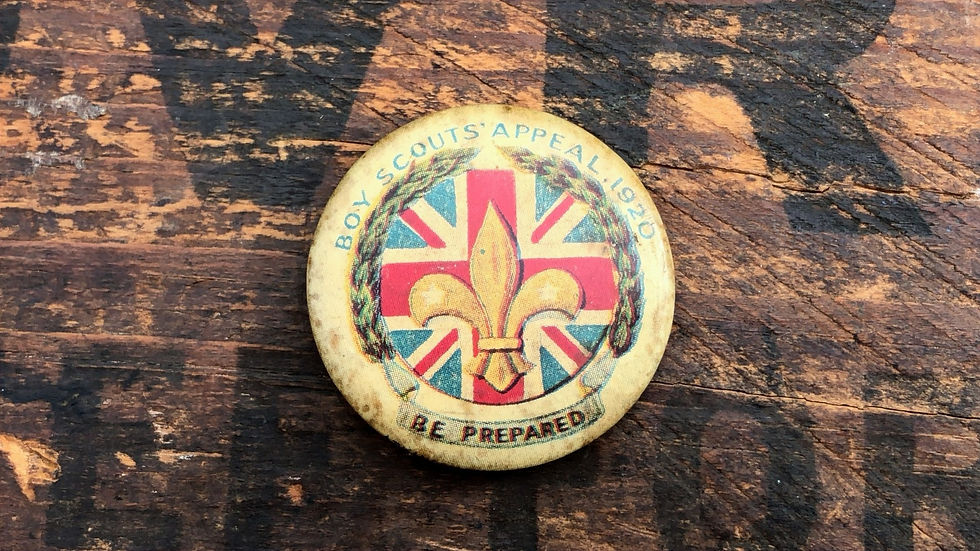 BOY SCOUTS' APPEAL, 1920
BE PREPARED